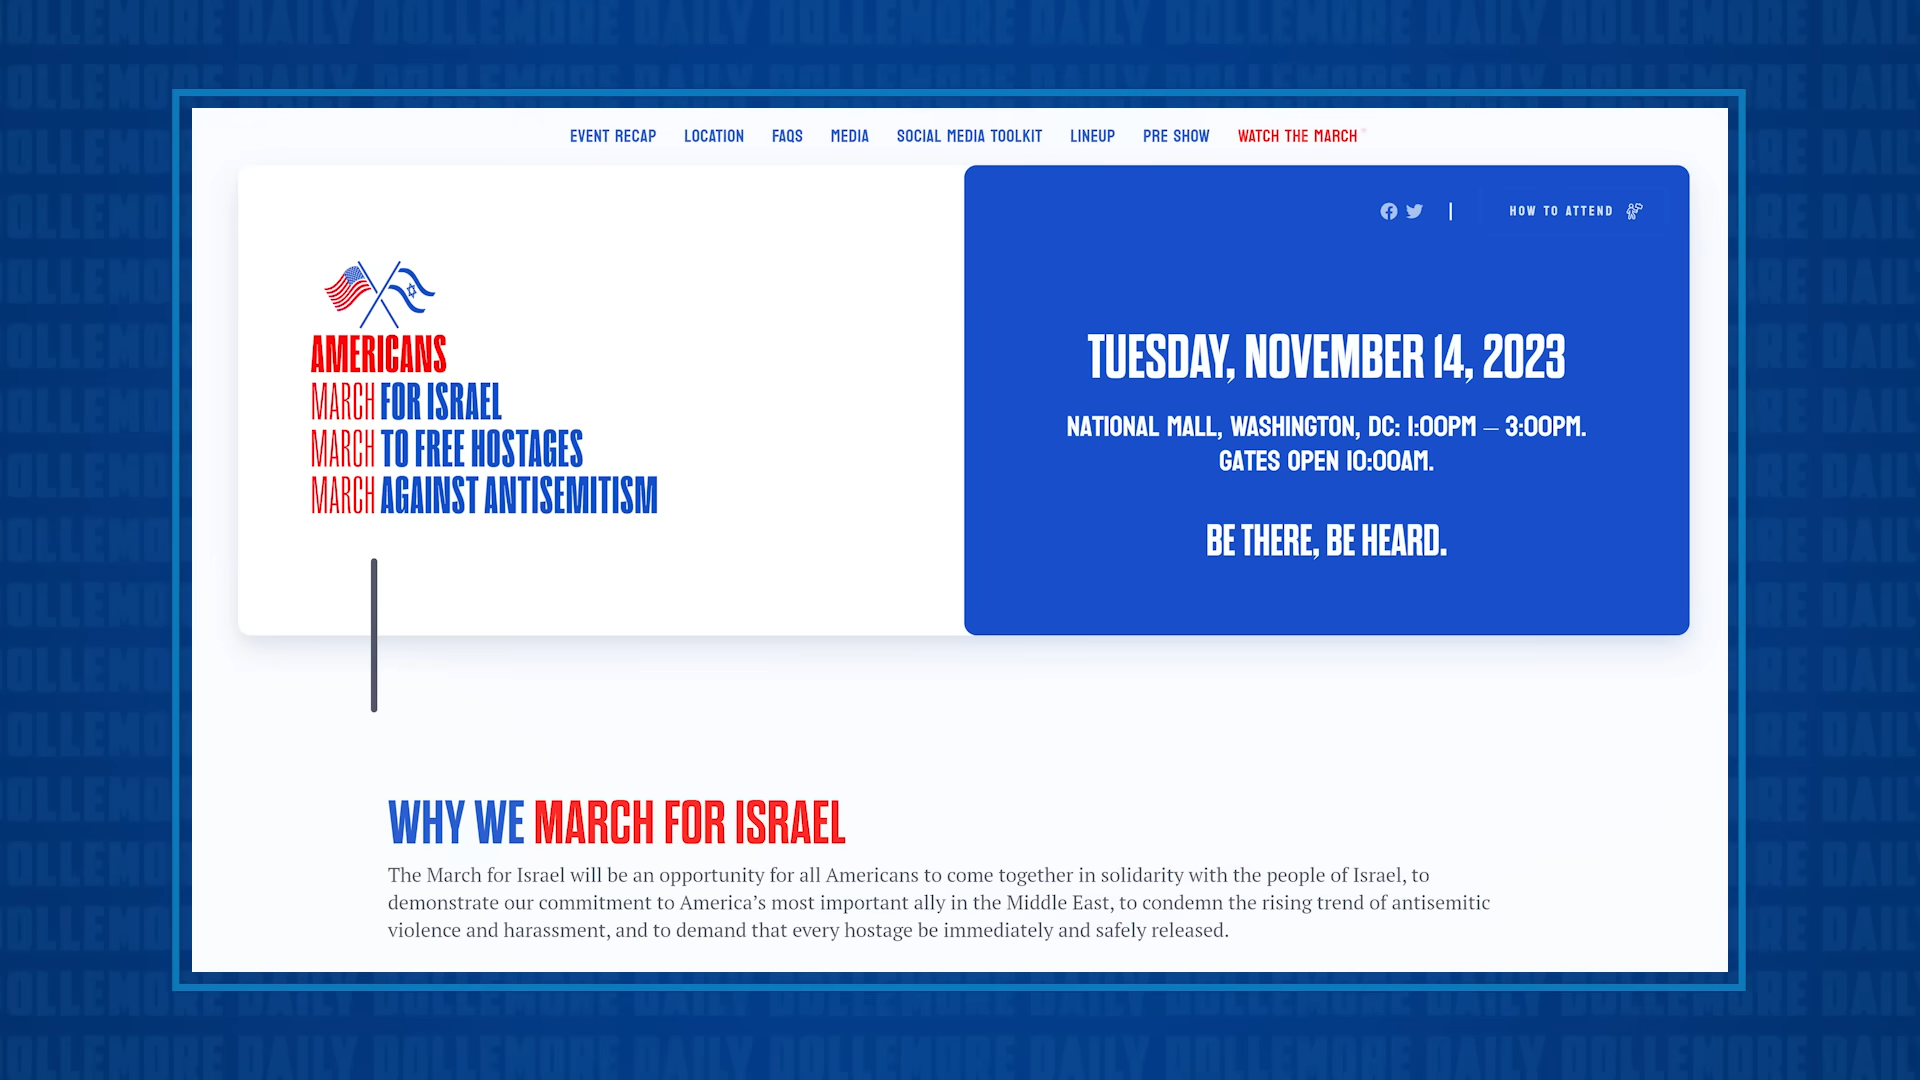 EVENT RECAP LOCATION FAQS MEDIA SOCIAL MEDIA TOOLKIT LINEUP PRE SHOW WATCH THE MARCH
HOW TO ATTEND
AMERICANS
MARCH FOR ISRAEL
MARCH TO FREE HOSTAGES
MARCH AGAINST ANTISEMITISM
TUESDAY, NOVEMBER 14, 2023
NATIONAL MALL, WASHINGTON, DC: 1:00PM — 3:00PM.
GATES OPEN 10:00AM.
BE THERE, BE HEARD.
WHY WE MARCH FOR ISRAEL
The March for Israel will be an opportunity for all Americans to come together in solidarity with the people of Israel, to
demonstrate our commitment to America’s most important ally in the Middle East, to condemn the rising trend of antisemitic
violence and harassment, and to demand that every hostage be immediately and safely released.